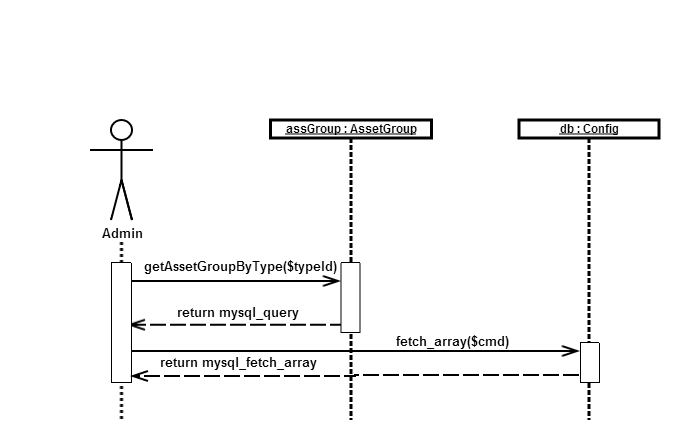 assGroup : AssetGroup
db : Config
Admin
getAssetGroupByType($typeId)
return mysql_query
fetch_array($cmd)
return mysql_fetch_array